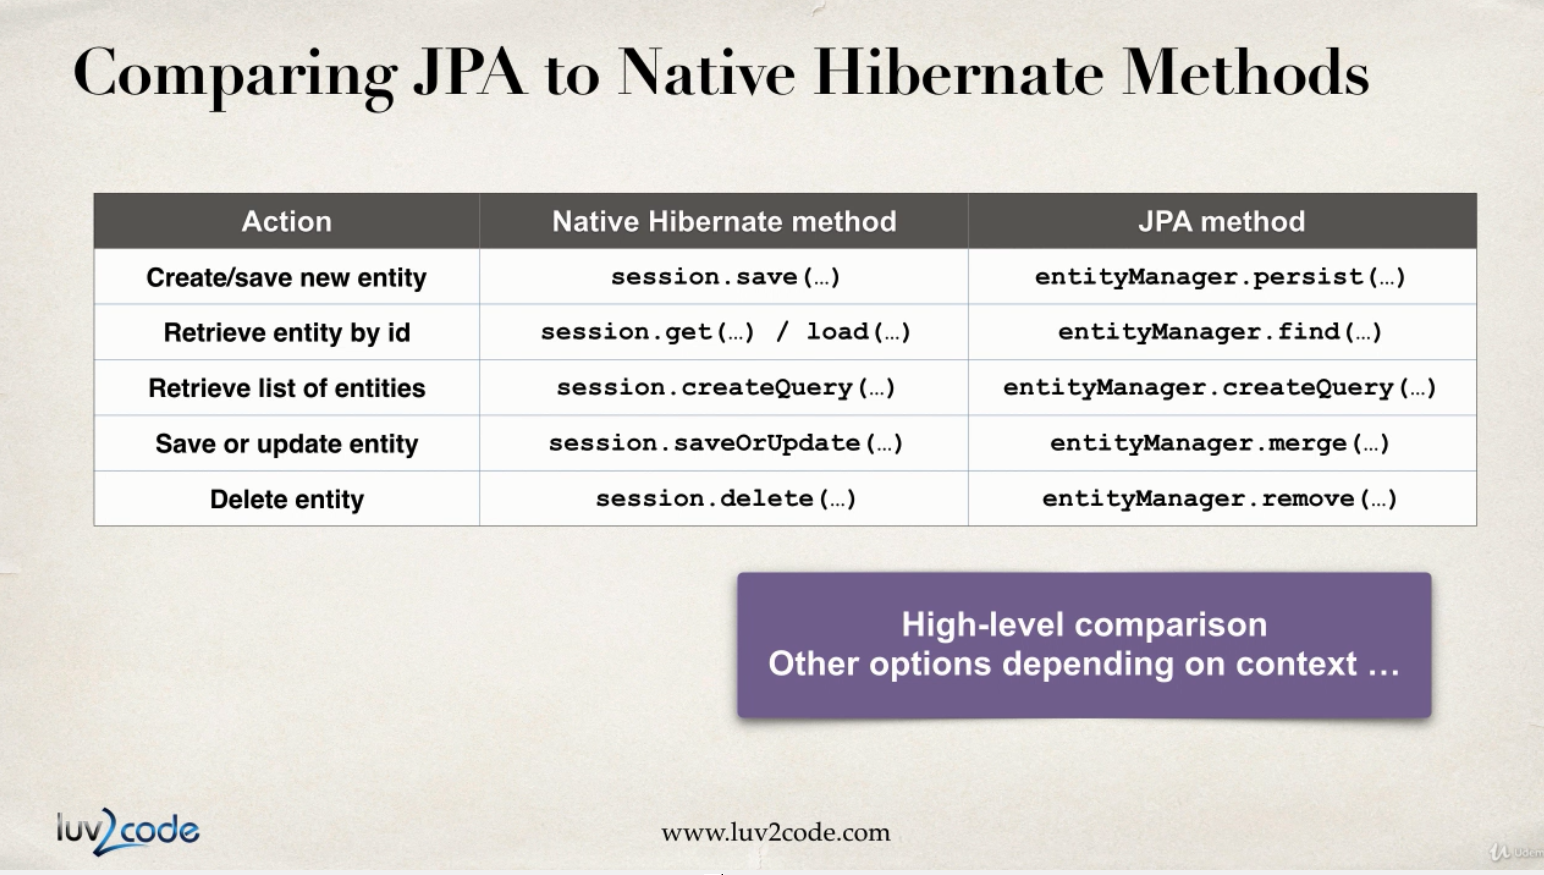 Comparing JPA to Native Hibernate Methods
Action Native Hibernate method JPA method
Create/save new entity session.save(…) entityManager.persist(…)
Retrieve entity by id session.get(…) / load(…) entityManager.find(…)
Retrieve list of entities session.createQuery(…) entityManager.createQuery(…)
Save or update entity session.saveOrUpdate(…) entityManager.merge(…)
Delete entity session.delete(…) entityManager.remove(…)
High-level comparison
Other options depending on context …
luv2code www.luv2code.com